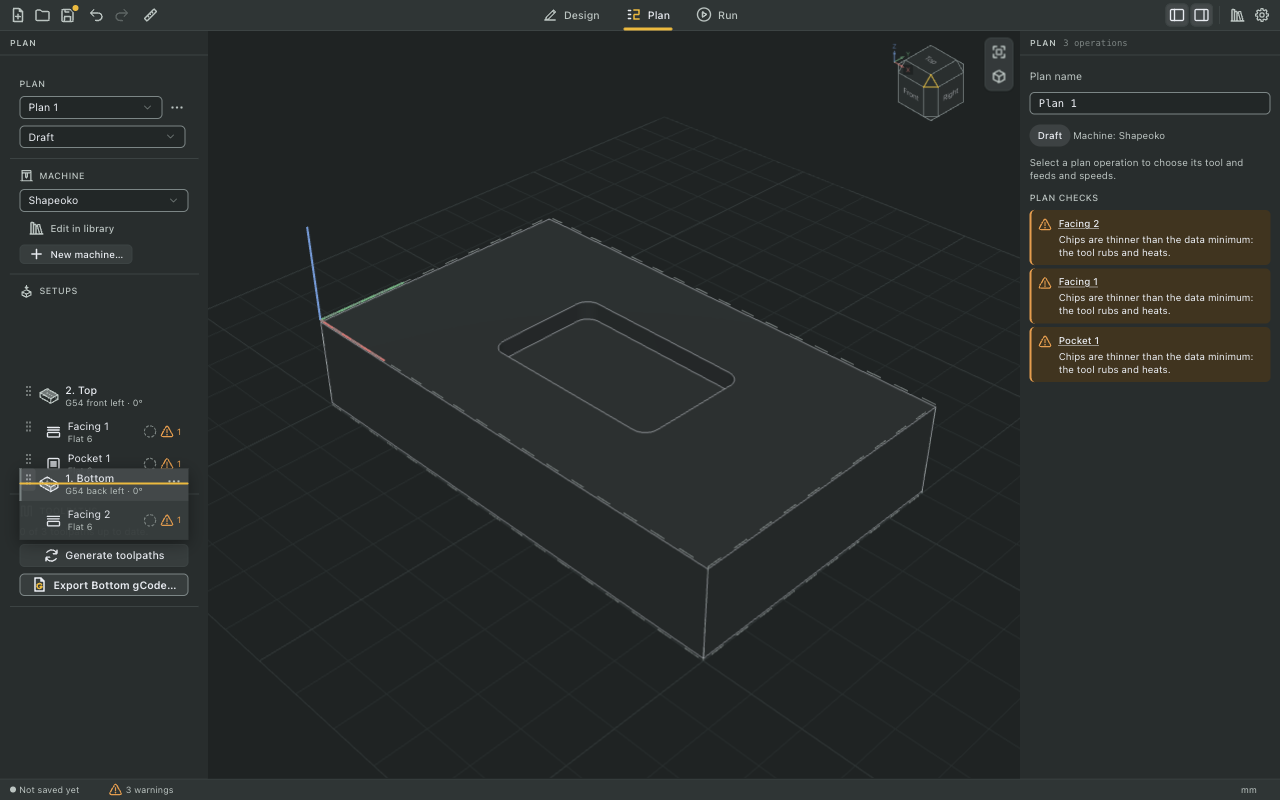 Design
Plan
Run
PLAN
PLAN
Plan 1
Draft
MACHINE
Shapeoko
Edit in library
New machine...
SETUPS
2. Top
G54 front left · 0°
Facing 1
Flat 6
1
Pocket 1
1
1. Bottom
G54 back left · 0°
Facing 2
Flat 6
1
Generate toolpaths
Export Bottom gCode...
Z
Top
Front
Right
PLAN 3 operations
Plan name
Plan 1
Draft
Machine: Shapeoko
Select a plan operation to choose its tool and
feeds and speeds.
PLAN CHECKS
Facing 2
Chips are thinner than the data minimum:
the tool rubs and heats.
Facing 1
Chips are thinner than the data minimum:
the tool rubs and heats.
Pocket 1
Chips are thinner than the data minimum:
the tool rubs and heats.
Not saved yet
3 warnings
mm